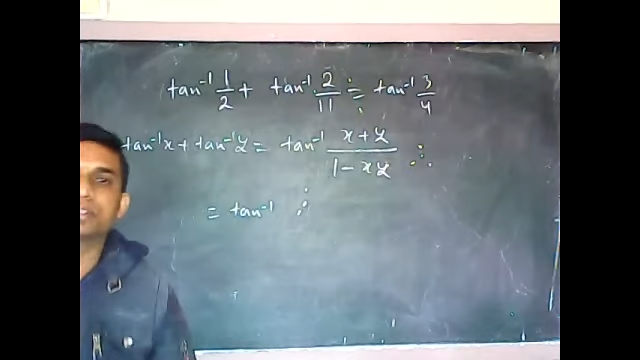 tan⁻¹ 1/2 + tan⁻¹ 2/11 = tan⁻¹ 3/4
tan⁻¹x + tan⁻¹y = tan⁻¹ (x+y)/(1-xy)
= tan⁻¹